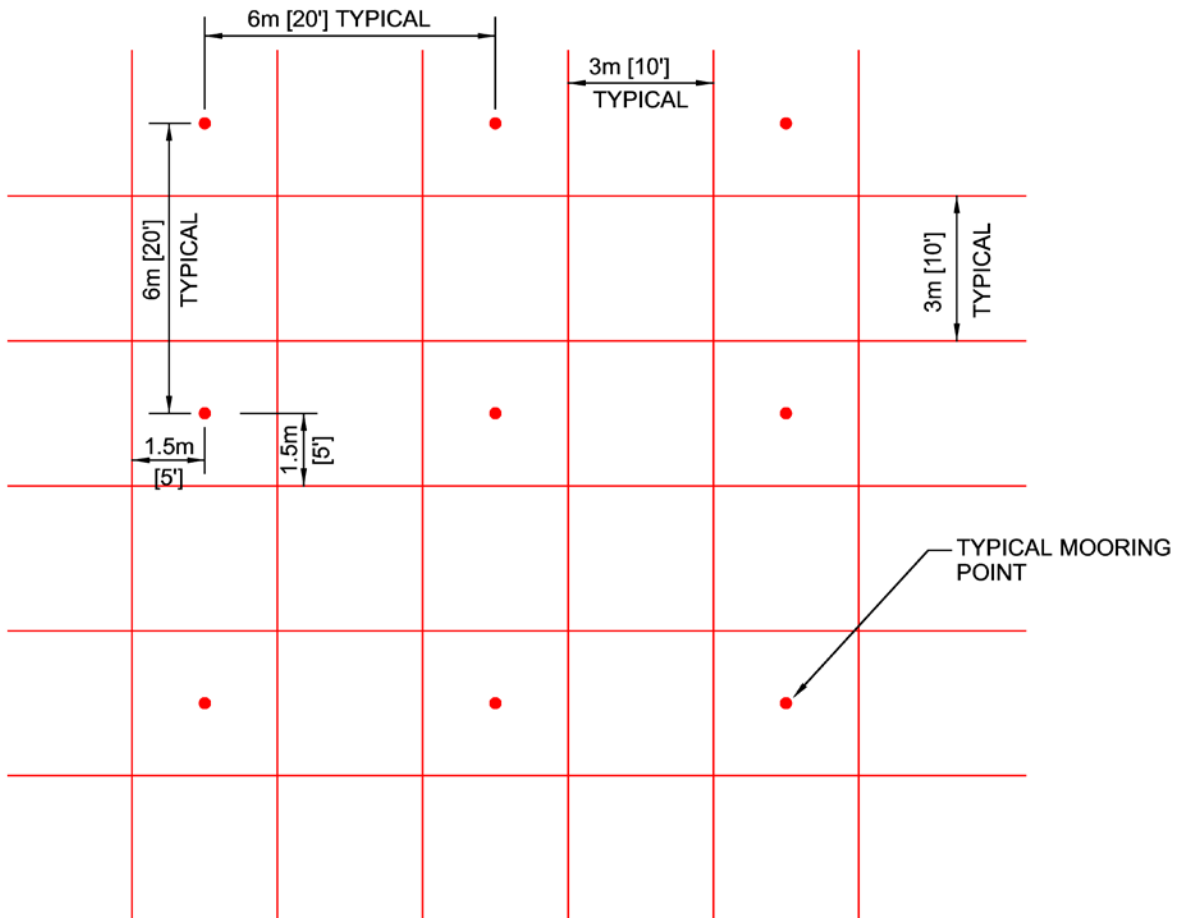 6m [20'] TYPICAL
3m [10']
TYPICAL
6m [20']
TYPICAL
3m [10']
TYPICAL
1.5m
[5']
1.5m
[5']
TYPICAL MOORING
POINT